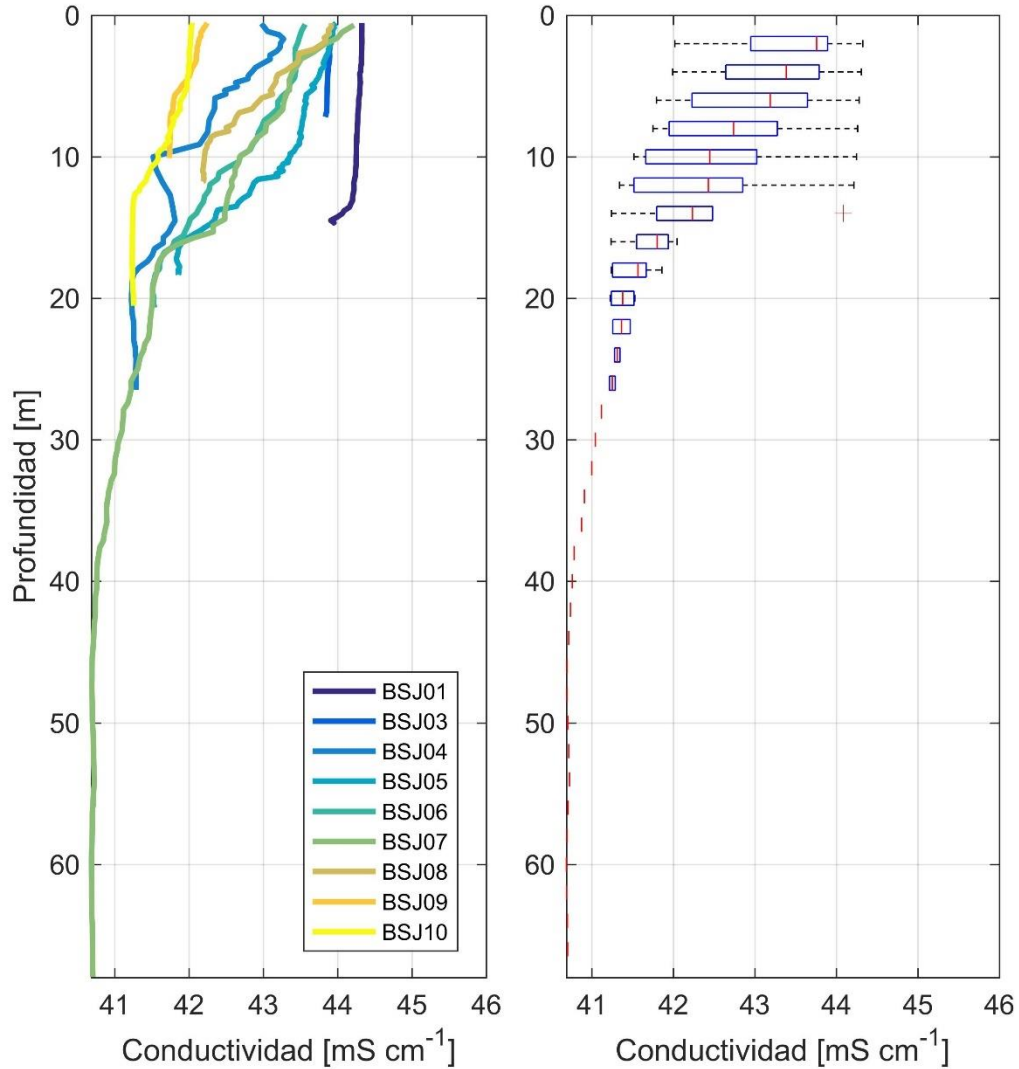 0
10
20
30
40
50
60
Profundidad [m]
41 42 43 44 45 46
Conductividad [mS cm⁻¹]
BSJ01
BSJ03
BSJ04
BSJ05
BSJ06
BSJ07
BSJ08
BSJ09
BSJ10
0
10
20
30
40
50
60
41 42 43 44 45 46
Conductividad [mS cm⁻¹]